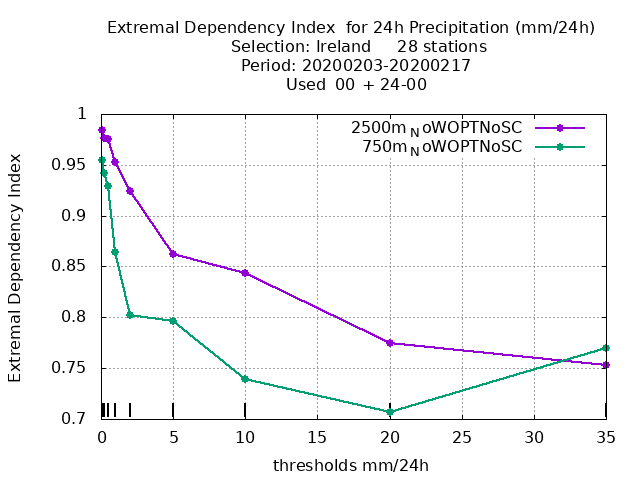 Extremal Dependency Index  for 24h Precipitation (mm/24h)
Selection: Ireland     28 stations
Period: 20200203-20200217
Used  00 + 24-00
2500m_NoWOPTNoSC
750m_NoWOPTNoSC
Extremal Dependency Index
1
0.95
0.9
0.85
0.8
0.75
0.7
0 5 10 15 20 25 30 35
thresholds mm/24h